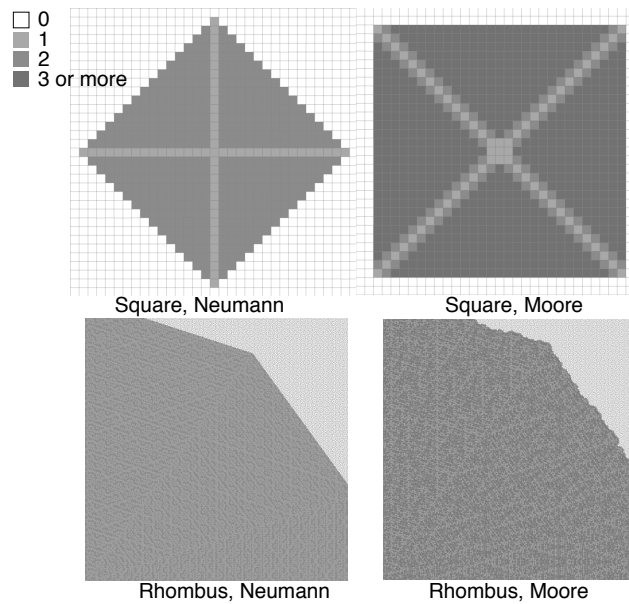 0
1
2
3 or more
Square, Neumann
Square, Moore
Rhombus, Neumann
Rhombus, Moore